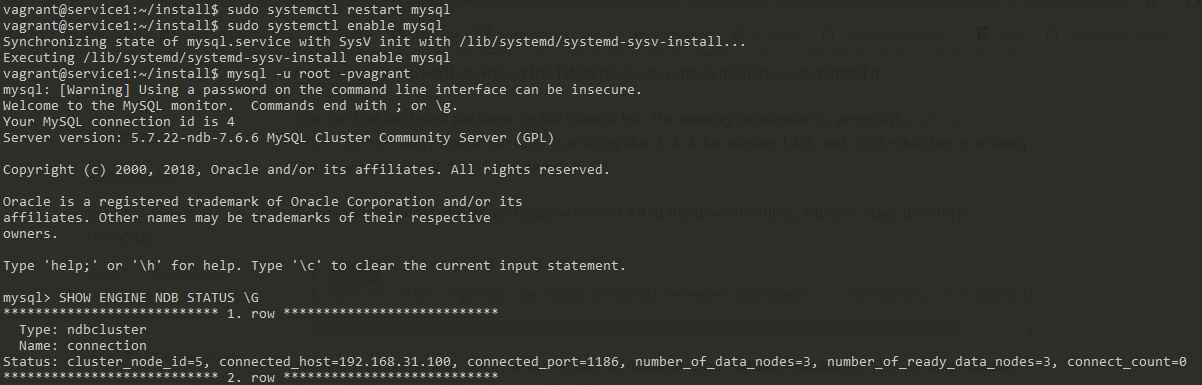 vagrant@service1:~/install$ sudo systemctl restart mysql
vagrant@service1:~/install$ sudo systemctl enable mysql
Synchronizing state of mysql.service with SysV init with /lib/systemd/systemd-sysv-install...
Executing /lib/systemd/systemd-sysv-install enable mysql
vagrant@service1:~/install$ mysql -u root -pvagrant
mysql: [Warning] Using a password on the command line interface can be insecure.
Welcome to the MySQL monitor.  Commands end with ; or \g.
Your MySQL connection id is 4
Server version: 5.7.22-ndb-7.6.6 MySQL Cluster Community Server (GPL)
Copyright (c) 2000, 2018, Oracle and/or its affiliates. All rights reserved.
Oracle is a registered trademark of Oracle Corporation and/or its
affiliates. Other names may be trademarks of their respective
owners.
Type 'help;' or '\h' for help. Type '\c' to clear the current input statement.
mysql> SHOW ENGINE NDB STATUS \G
*************************** 1. row ***************************
  Type: ndbcluster
  Name: connection
Status: cluster_node_id=5, connected_host=192.168.31.100, connected_port=1186, number_of_data_nodes=3, number_of_ready_data_nodes=3, connect_count=0
*************************** 2. row ***************************